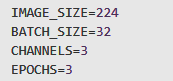 IMAGE_SIZE=224
BATCH_SIZE=32
CHANNELS=3
EPOCHS=3